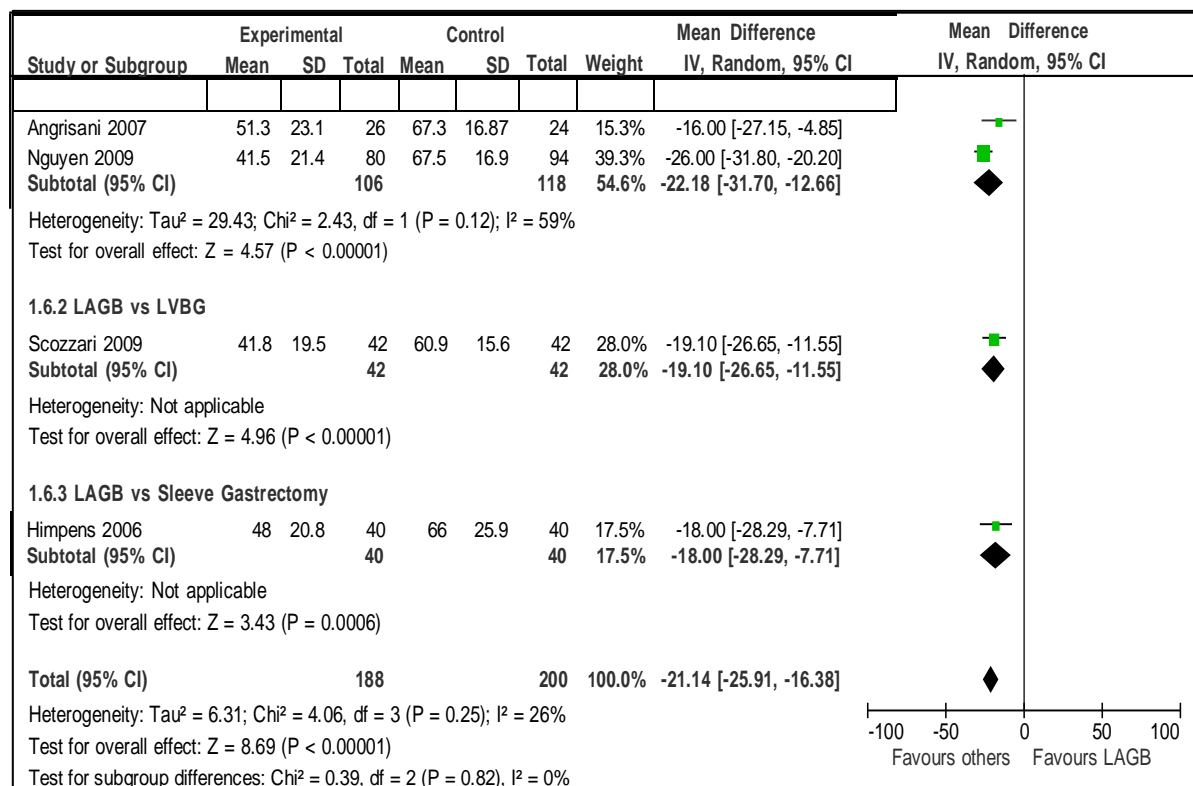 Experimental Control Mean Difference Mean Difference
Study or Subgroup Mean SD Total Mean SD Total Weight IV, Random, 95% CI IV, Random, 95% CI
Angrisani 2007 51.3 23.1 26 67.3 16.87 24 15.3% -16.00 [-27.15, -4.85]
Nguyen 2009 41.5 21.4 80 67.5 16.9 94 39.3% -26.00 [-31.80, -20.20]
Subtotal (95% CI) 106 118 54.6% -22.18 [-31.70, -12.66]
Heterogeneity: Tau² = 29.43; Chi² = 2.43, df = 1 (P = 0.12); I² = 59%
Test for overall effect: Z = 4.57 (P < 0.00001)
1.6.2 LAGB vs LVBG
Scozzari 2009 41.8 19.5 42 60.9 15.6 42 28.0% -19.10 [-26.65, -11.55]
Subtotal (95% CI) 42 42 28.0% -19.10 [-26.65, -11.55]
Heterogeneity: Not applicable
Test for overall effect: Z = 4.96 (P < 0.00001)
1.6.3 LAGB vs Sleeve Gastrectomy
Himpens 2006 48 20.8 40 66 25.9 40 17.5% -18.00 [-28.29, -7.71]
Subtotal (95% CI) 40 40 17.5% -18.00 [-28.29, -7.71]
Heterogeneity: Not applicable
Test for overall effect: Z = 3.43 (P = 0.0006)
Total (95% CI) 188 200 100.0% -21.14 [-25.91, -16.38]
Heterogeneity: Tau² = 6.31; Chi² = 4.06, df = 3 (P = 0.25); I² = 26%
Test for overall effect: Z = 8.69 (P < 0.00001)
Test for subgroup differences: Chi² = 0.39, df = 2 (P = 0.82), I² = 0%
-100 -50 0 50 100
Favours others Favours LAGB